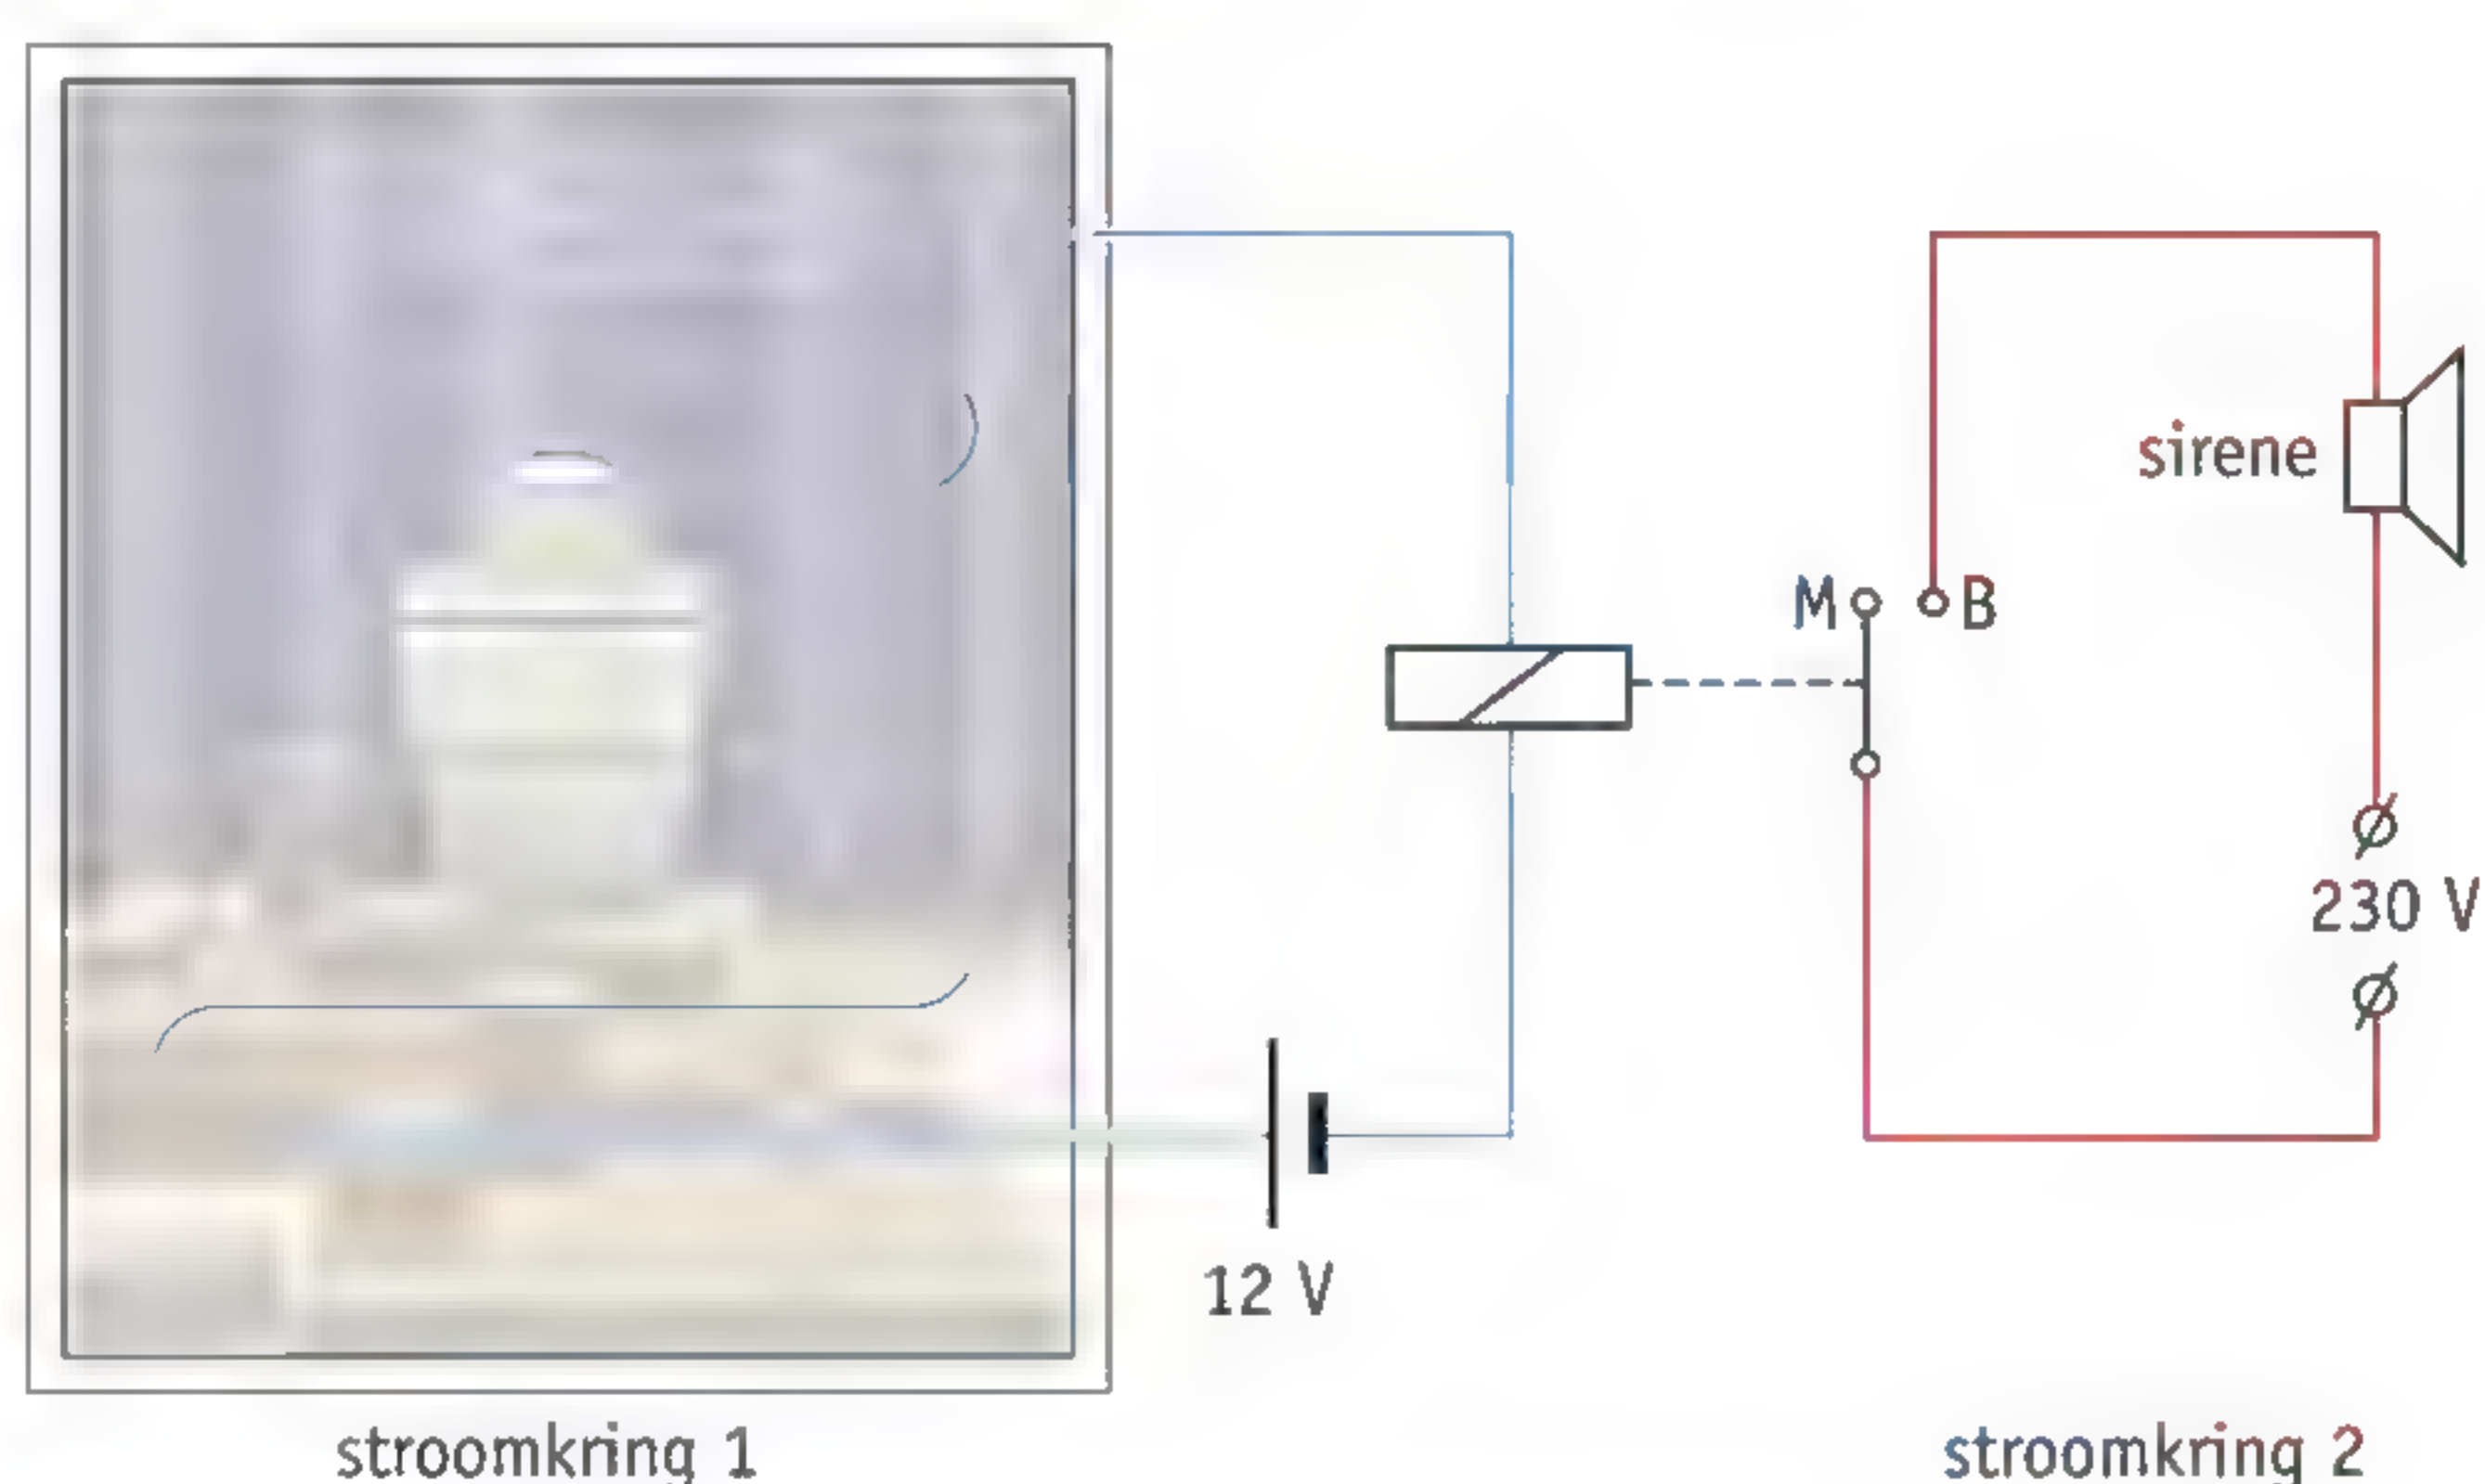 sirene
M
B
230 V
12 V
stroomkring 1
stroomkring 2